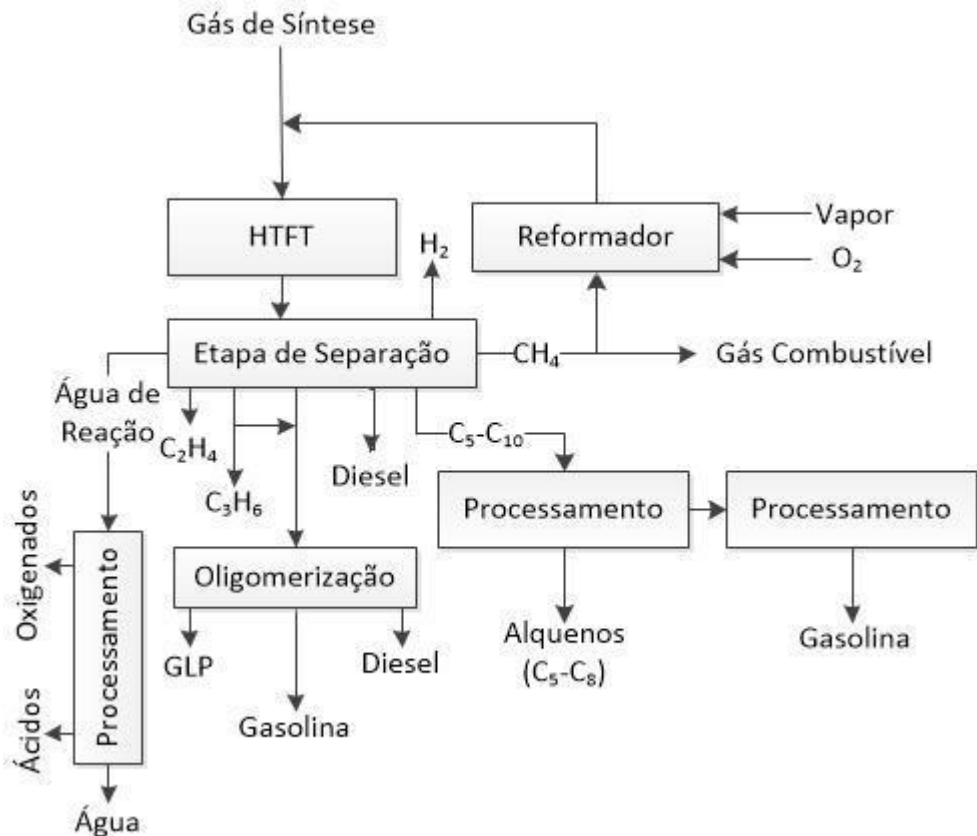 Gás de Síntese
HTFT
Reformador
Vapor
O₂
H₂
Etapa de Separação
CH₄
Gás Combustível
Água de
Reação
C₂H₄
C₃H₆
Diesel
C₅-C₁₀
Processamento
Processamento
Oxigenados
Ácidos
Processamento
Oligomerização
GLP
Gasolina
Diesel
Alquenos
(C₅-C₈)
Gasolina
Água